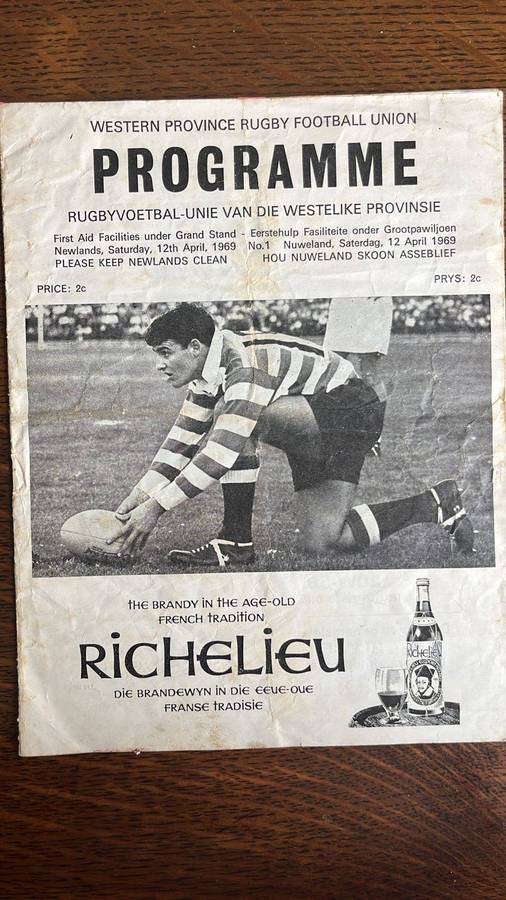 WESTERN PROVINCE RUGBY FOOTBALL UNION
PROGRAMME
RUGBYVOETBAL-UNIE VAN DIE WESTELIKE PROVINSIE
First Aid Facilities under Grand Stand - Eerstehulp Fasiliteite onder Grootpawiljoen
Newlands, Saturday, 12th April, 1969 No.1 Nuweland, Saterdag, 12 April 1969
PLEASE KEEP NEWLANDS CLEAN HOU NUWELAND SKOON ASSEBLIEF
PRICE: 2c PRYS: 2c
THE BRANDY IN THE AGE-OLD
FRENCH TRADITION
RICHELIEU
DIE BRANDEWYN IN DIE EEUE-OUE
FRANSE TRADISIE
RICHELIEU